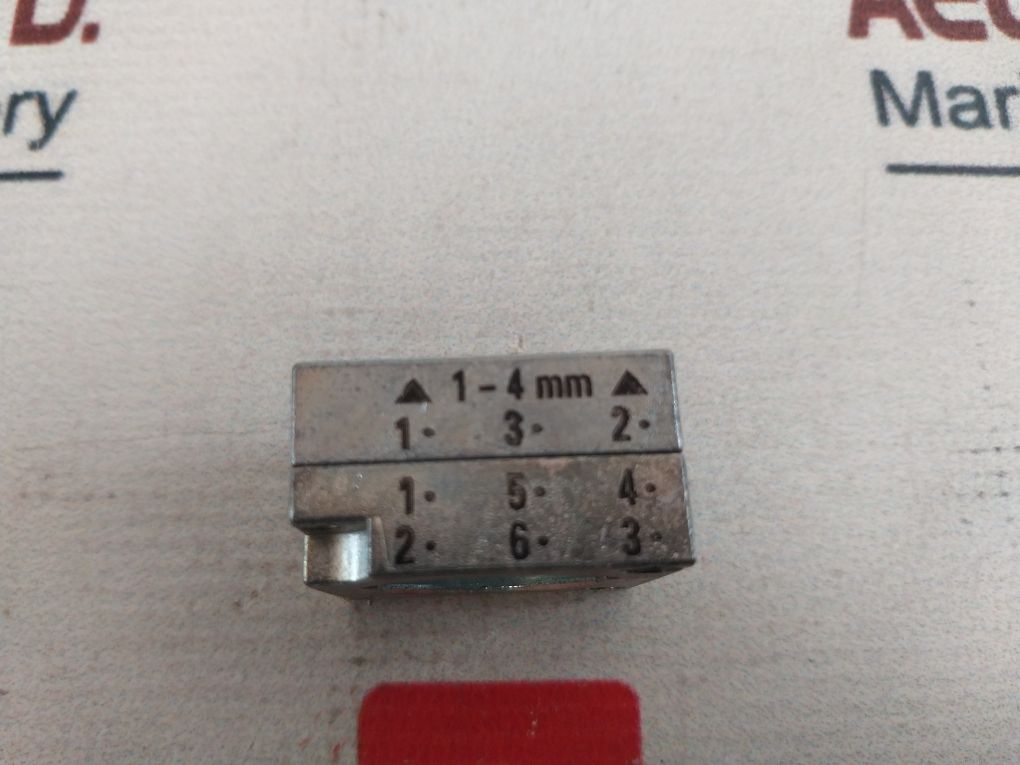 D.
ry
Mar
▲ 1 - 4 mm ▲
1· 3· 2·
1· 5· 4·
2· 6· 3·